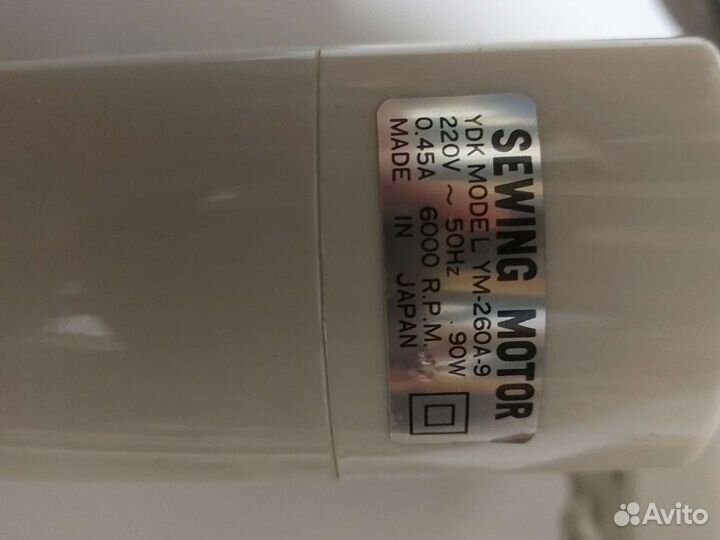 SEWING MOTOR
YDK MODEL YM-260A-9
220V ~ 50Hz . 90W
0.45A 6000 R.P.M.
MADE IN JAPAN
Avito